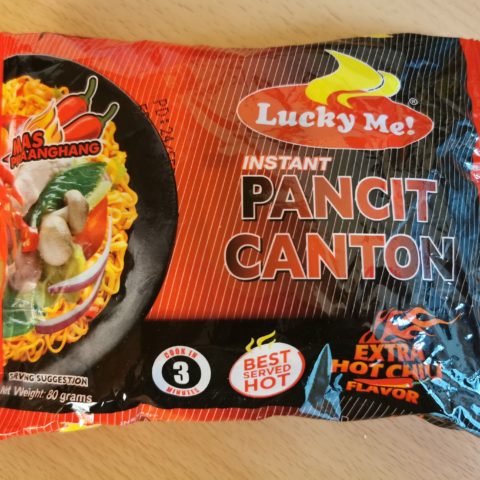 Lucky Me!
®
INSTANT
PANCIT
CANTON
MAS
PINAANGHANG
COOK IN
3
MINUTES
BEST
SERVED
HOT
EXTRA
HOT CHILI
FLAVOR
SERVING SUGGESTION
Net Weight: 80 grams